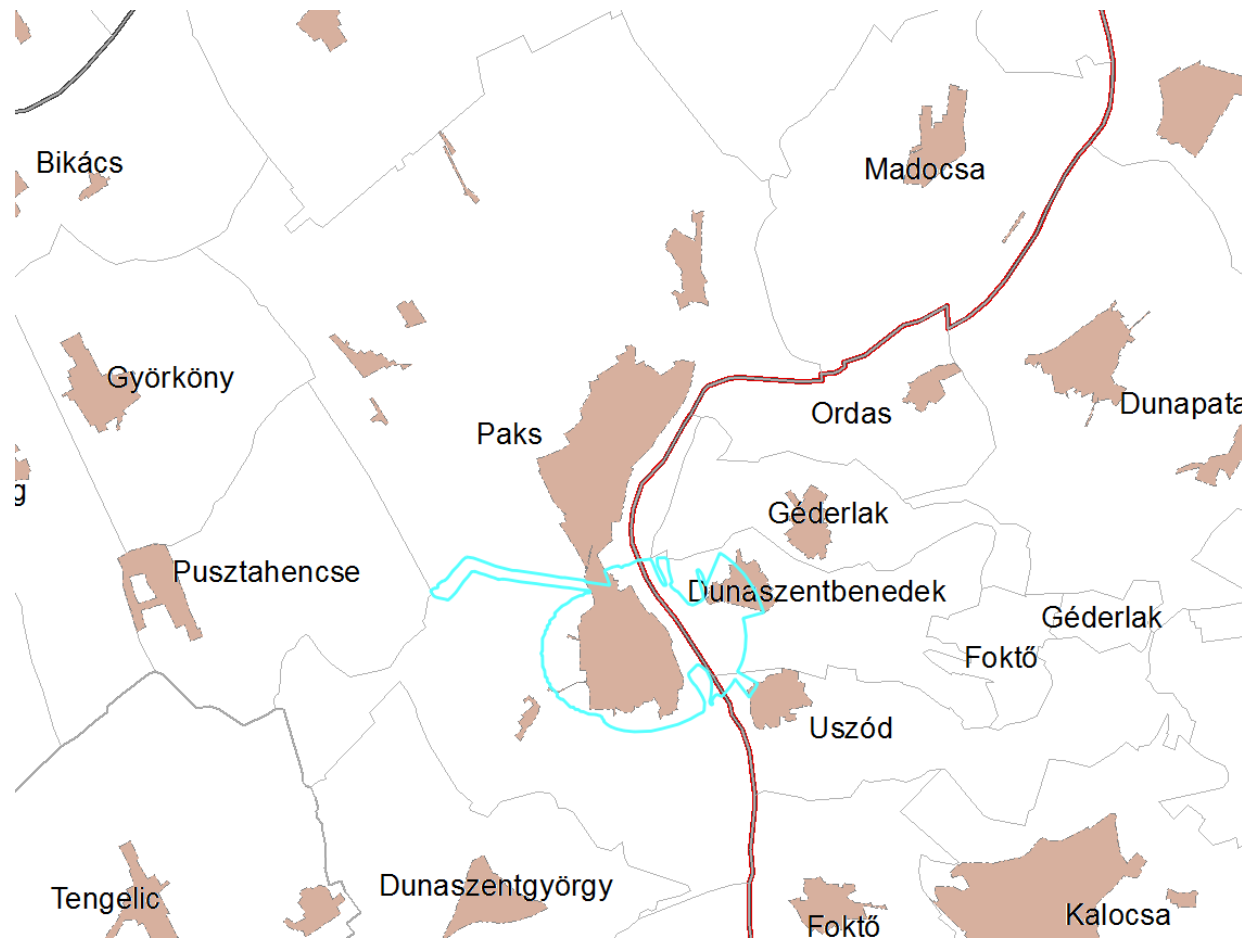 Bikács
Madocsa
Györköny
Ordas
Dunapata
Paks
g
Géderlak
Pusztahencse
Dunaszentbenedek
Géderlak
Foktő
Uszód
Tengelic
Dunaszentgyörgy
Foktő
Kalocsa